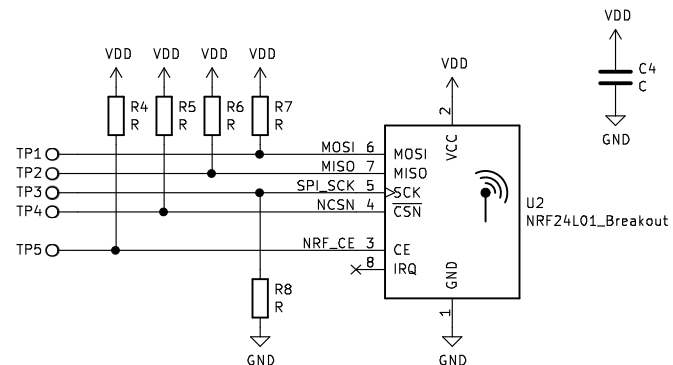 VDD
VDD VDD VDD VDD
VDD
C4
C
GND
R4
R
R5
R
R6
R
R7
R
2
VCC
TP1 MOSI 6 MOSI
TP2 MISO 7 MISO
TP3 SPI_SCK 5 SCK
TP4 NCSN 4 CSN
U2
NRF24L01_Breakout
TP5 NRF_CE 3 CE
8 IRQ
GND
R8
R
1
GND GND